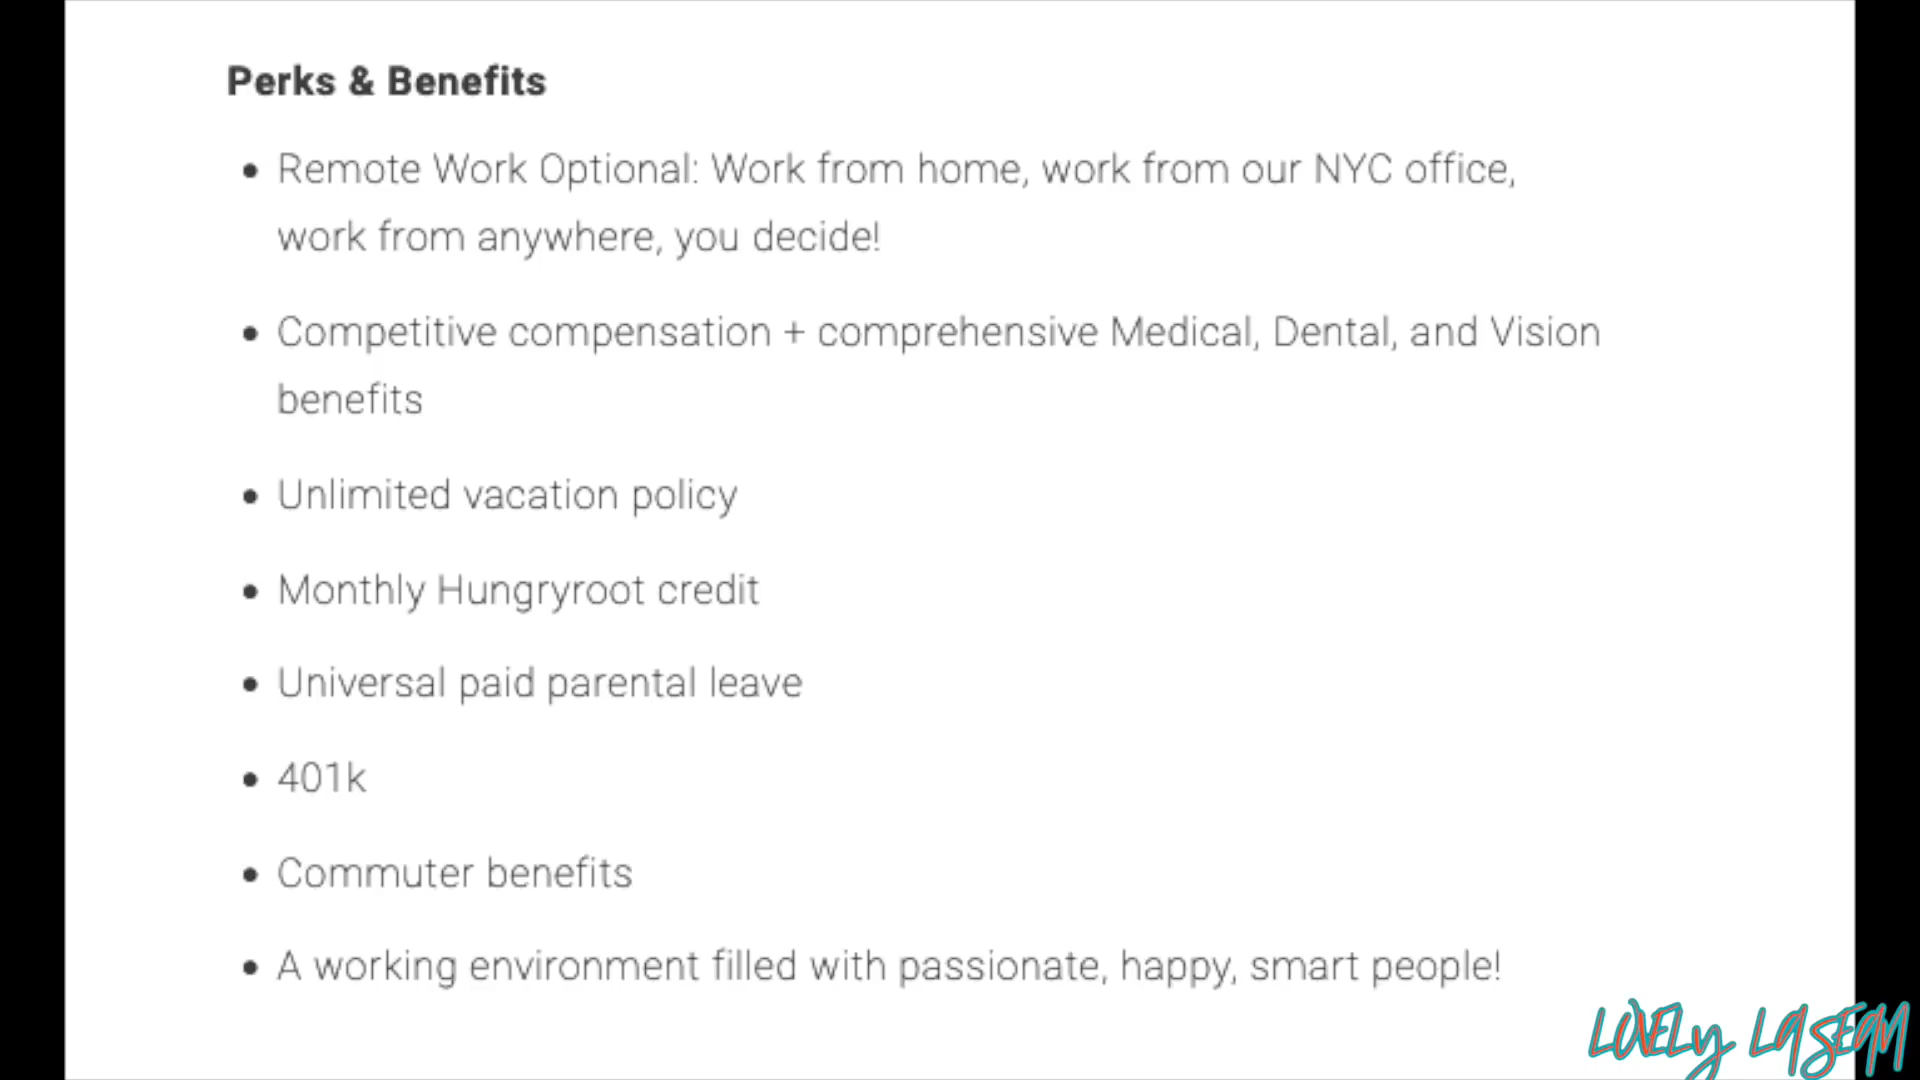 Perks & Benefits
• Remote Work Optional: Work from home, work from our NYC office,
work from anywhere, you decide!
• Competitive compensation + comprehensive Medical, Dental, and Vision
benefits
• Unlimited vacation policy
• Monthly Hungryroot credit
• Universal paid parental leave
• 401k
• Commuter benefits
• A working environment filled with passionate, happy, smart people!
LOVELy LASEAN